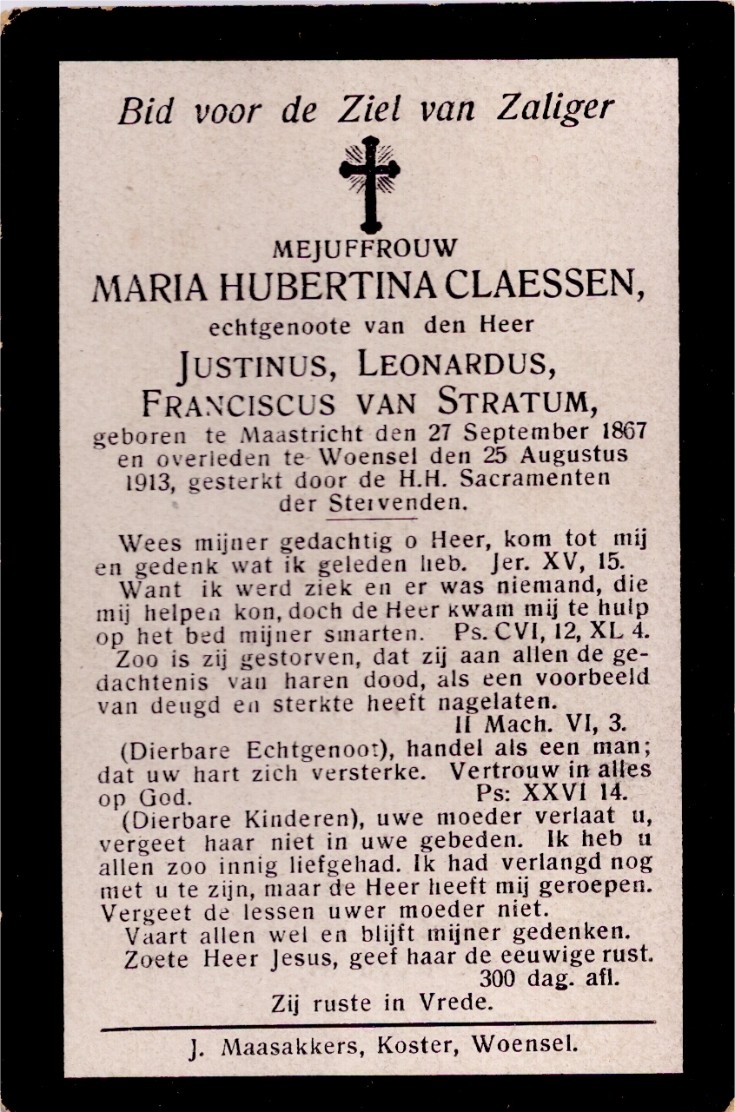 Bid voor de Ziel van Zaliger
MEJUFFROUW
MARIA HUBERTINA CLAESSEN,
echtgenoote van den Heer
JUSTINUS, LEONARDUS,
FRANCISCUS VAN STRATUM,
geboren te Maastricht den 27 September 1867
en overleden te Woensel den 25 Augustus
1913, gesterkt door de H.H. Sacramenten
der Stervenden.
Wees mijner gedachtig o Heer, kom tot mij
en gedenk wat ik geleden heb. Jer. XV, 15.
Want ik werd ziek en er was niemand, die
mij helpen kon, doch de Heer kwam mij te hulp
op het bed mijner smarten. Ps. CVI, 12, XL 4.
Zoo is zij gestorven, dat zij aan allen de ge-
dachtenis van haren dood, als een voorbeeld
van deugd en sterkte heeft nagelaten.
II Mach. VI, 3.
(Dierbare Echtgenoot), handel als een man;
dat uw hart zich versterke. Vertrouw in alles
op God. Ps: XXVI 14.
(Dierbare Kinderen), uwe moeder verlaat u,
vergeet haar niet in uwe gebeden. Ik heb u
allen zoo innig liefgehad. Ik had verlangd nog
met u te zijn, maar de Heer heeft mij geroepen.
Vergeet de lessen uwer moeder niet.
Vaart allen wel en blijft mijner gedenken.
Zoete Heer Jesus, geef haar de eeuwige rust.
300 dag. afl.
Zij ruste in Vrede.
J. Maasakkers, Koster, Woensel.